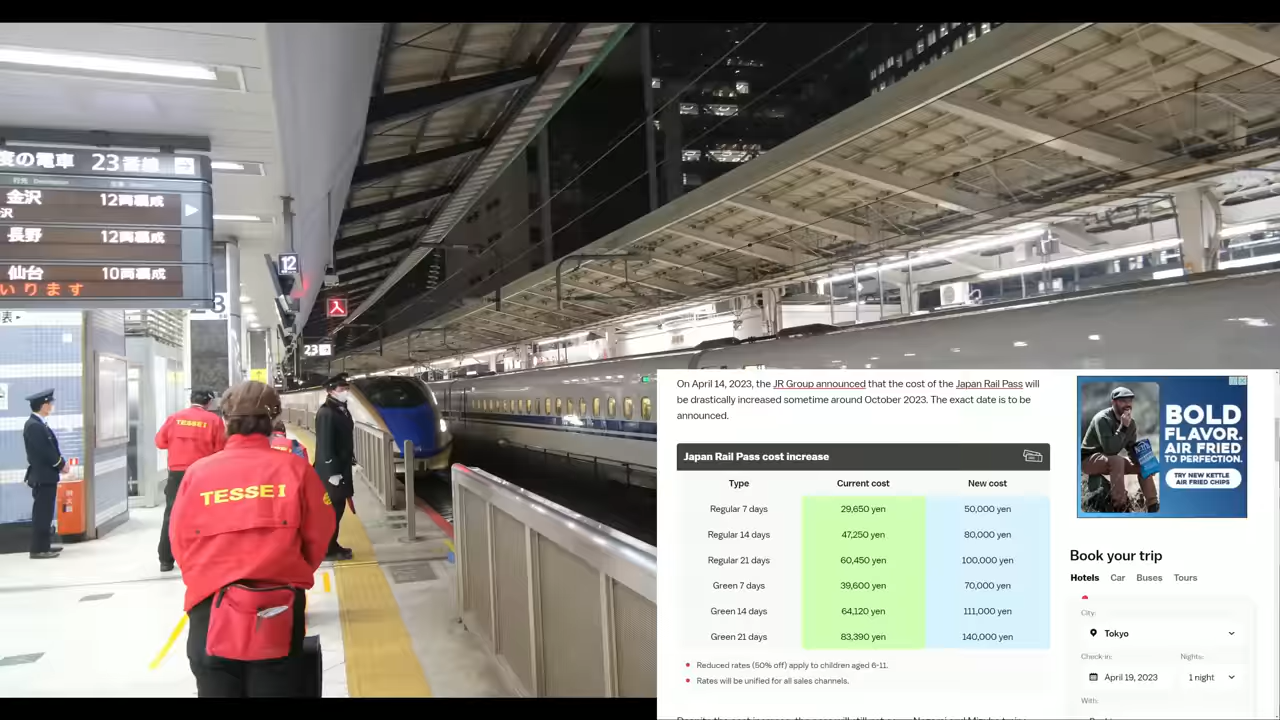 度の電車 23番線
金沢 12両編成
沢
長野 12両編成
仙台 10両編成
いります
12
23
TESSEI
TESSEI
On April 14, 2023, the JR Group announced that the cost of the Japan Rail Pass will
be drastically increased sometime around October 2023. The exact date is to be
announced.
Japan Rail Pass cost increase
Type Current cost New cost
Regular 7 days 29,650 yen 50,000 yen
Regular 14 days 47,250 yen 80,000 yen
Regular 21 days 60,450 yen 100,000 yen
Green 7 days 39,600 yen 70,000 yen
Green 14 days 64,120 yen 111,000 yen
Green 21 days 83,390 yen 140,000 yen
Reduced rates (50% off) apply to children aged 6-11.
Rates will be unified for all sales channels.
BOLD
FLAVOR.
AIR FRIED
TO PERFECTION.
TRY NEW KETTLE
AIR FRIED CHIPS
Book your trip
Hotels Car Buses Tours
City:
Tokyo
Check-in: Nights:
April 19, 2023 1 night
With: